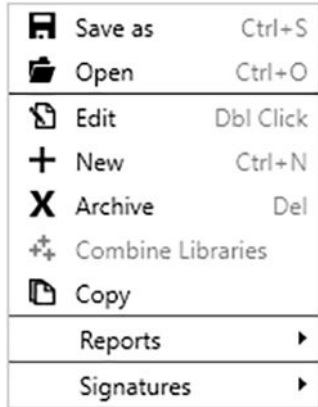 Save as Ctrl+S
Open Ctrl+O
Edit Dbl Click
New Ctrl+N
Archive Del
Combine Libraries
Copy
Reports
Signatures